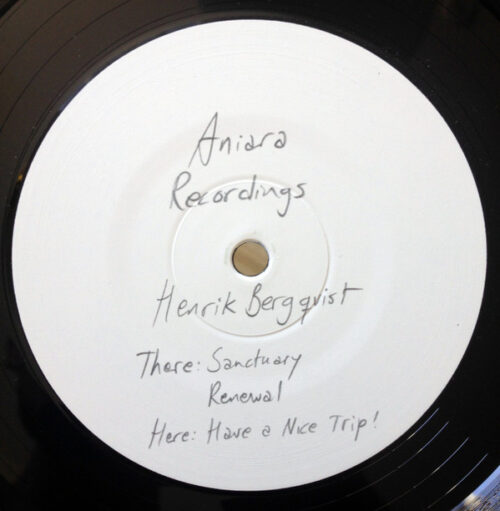 Aniara
Recordings
Henrik Bergqvist
There: Sanctuary
Renewal
Here: Have a Nice Trip!